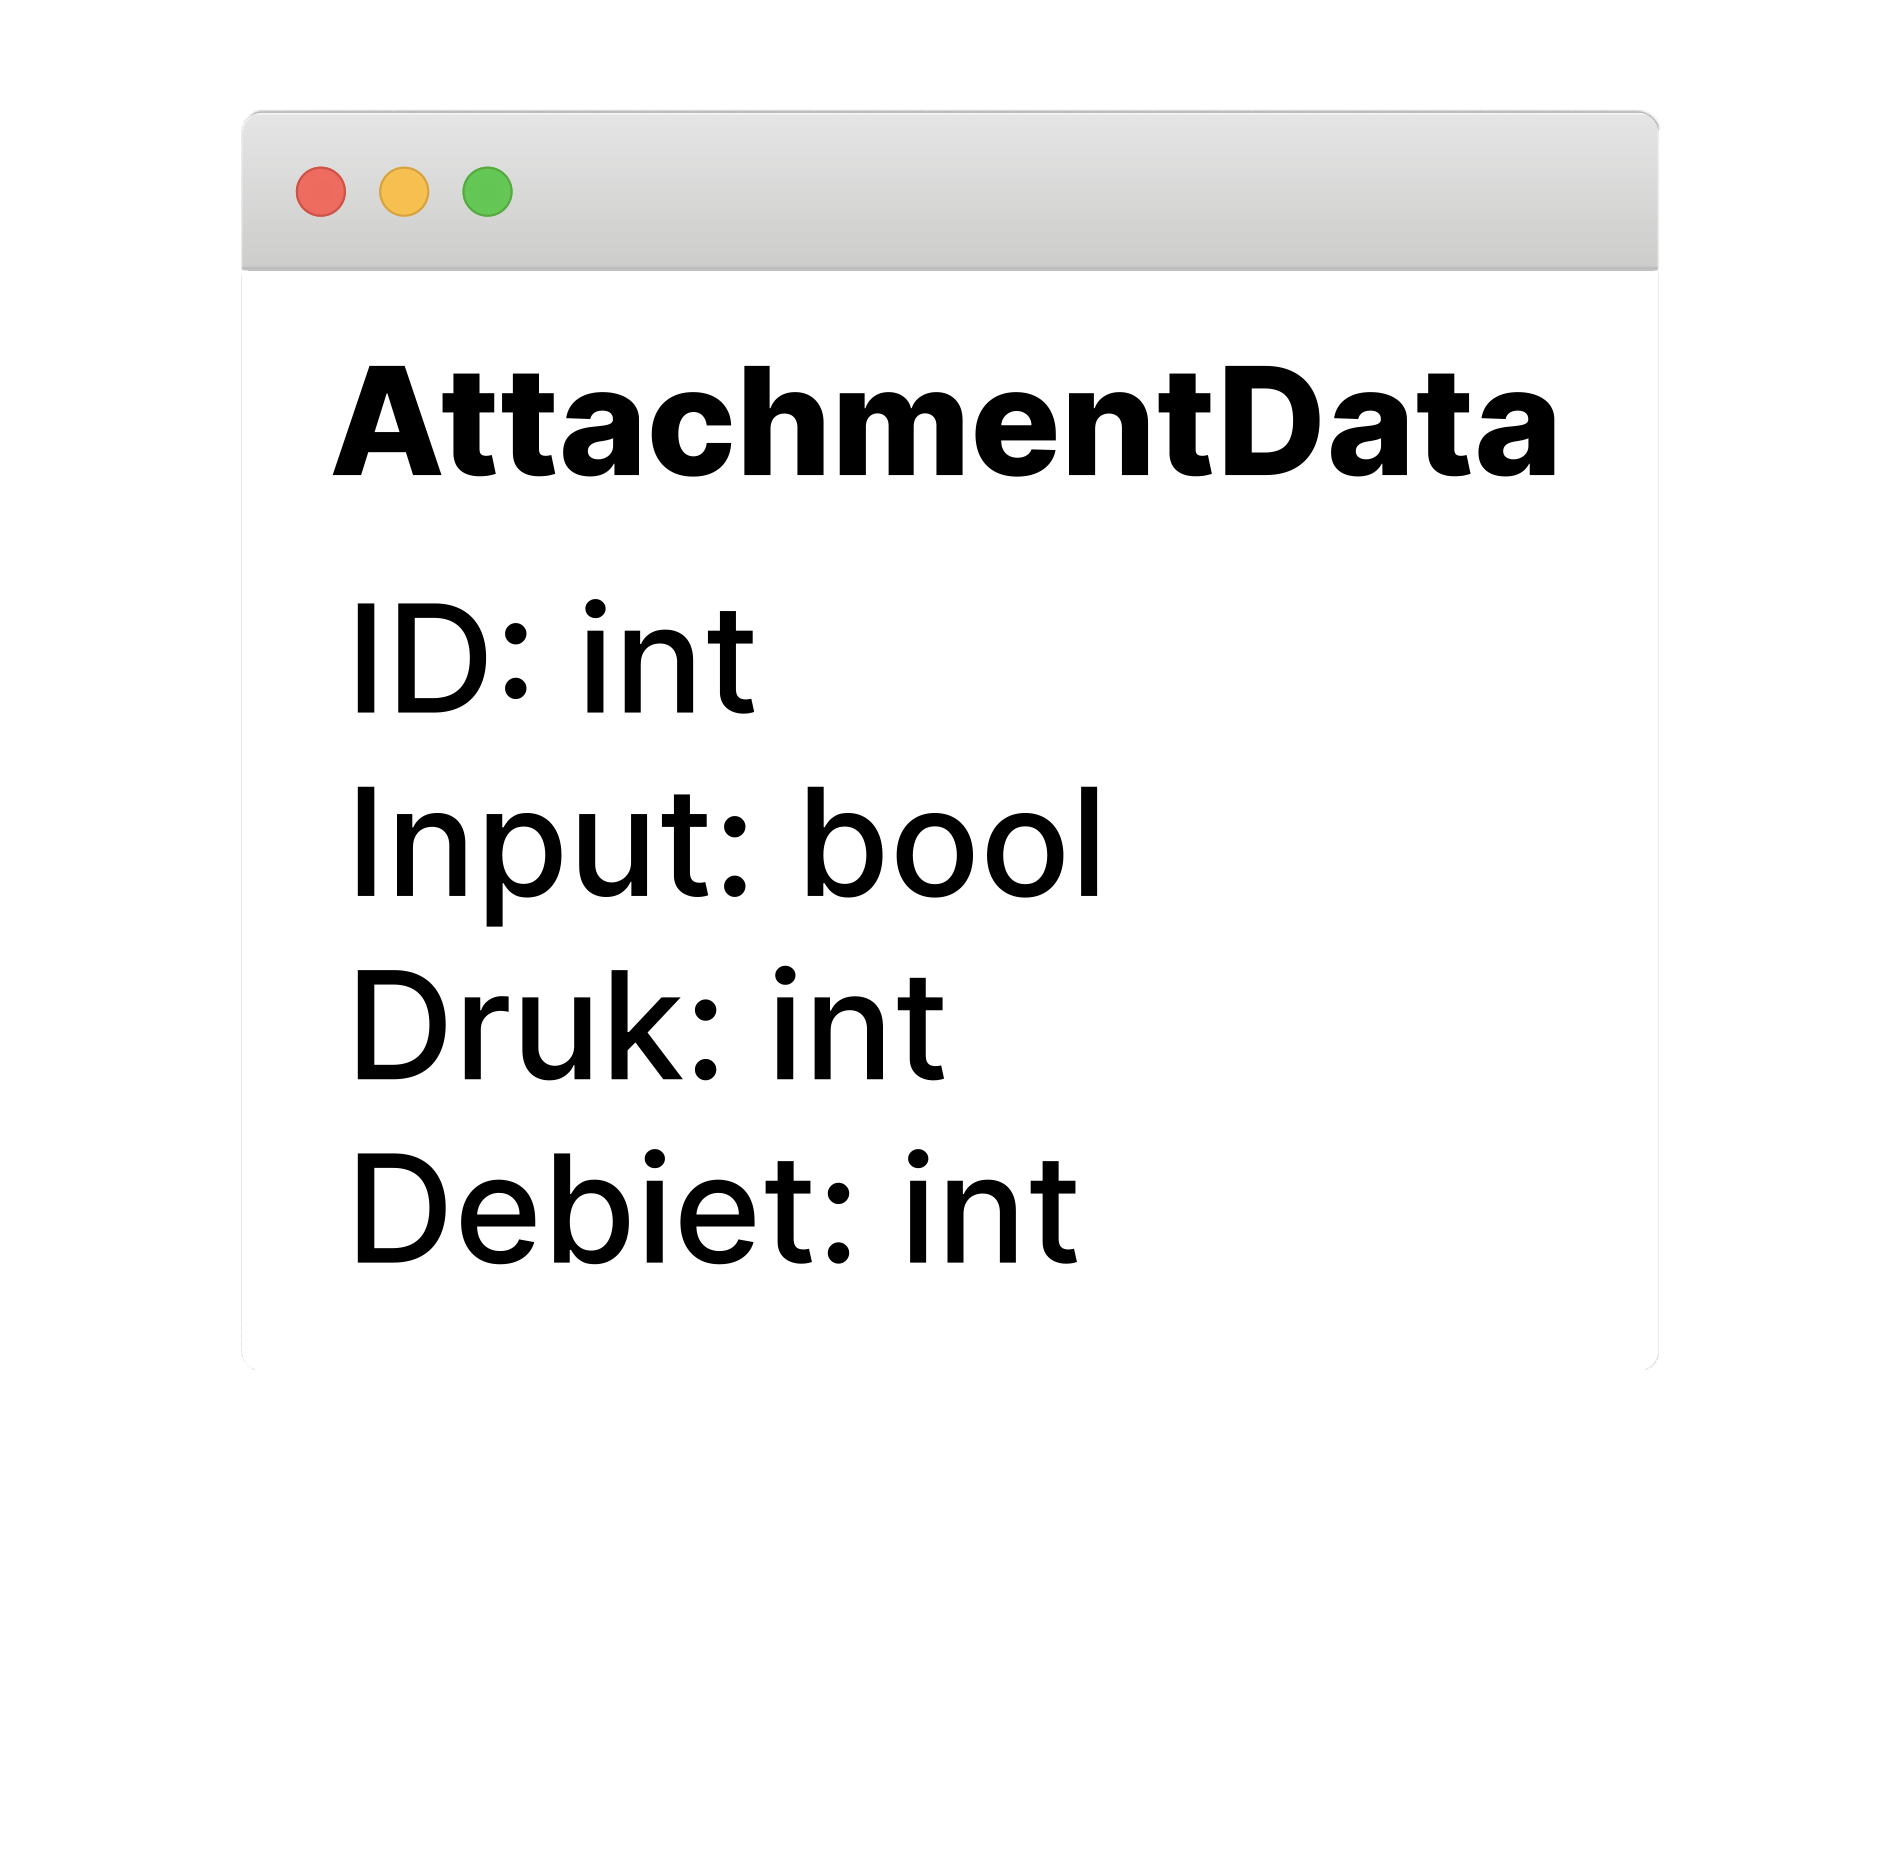 AttachmentData
ID: int
Input: bool
Druk: int
Debiet: int